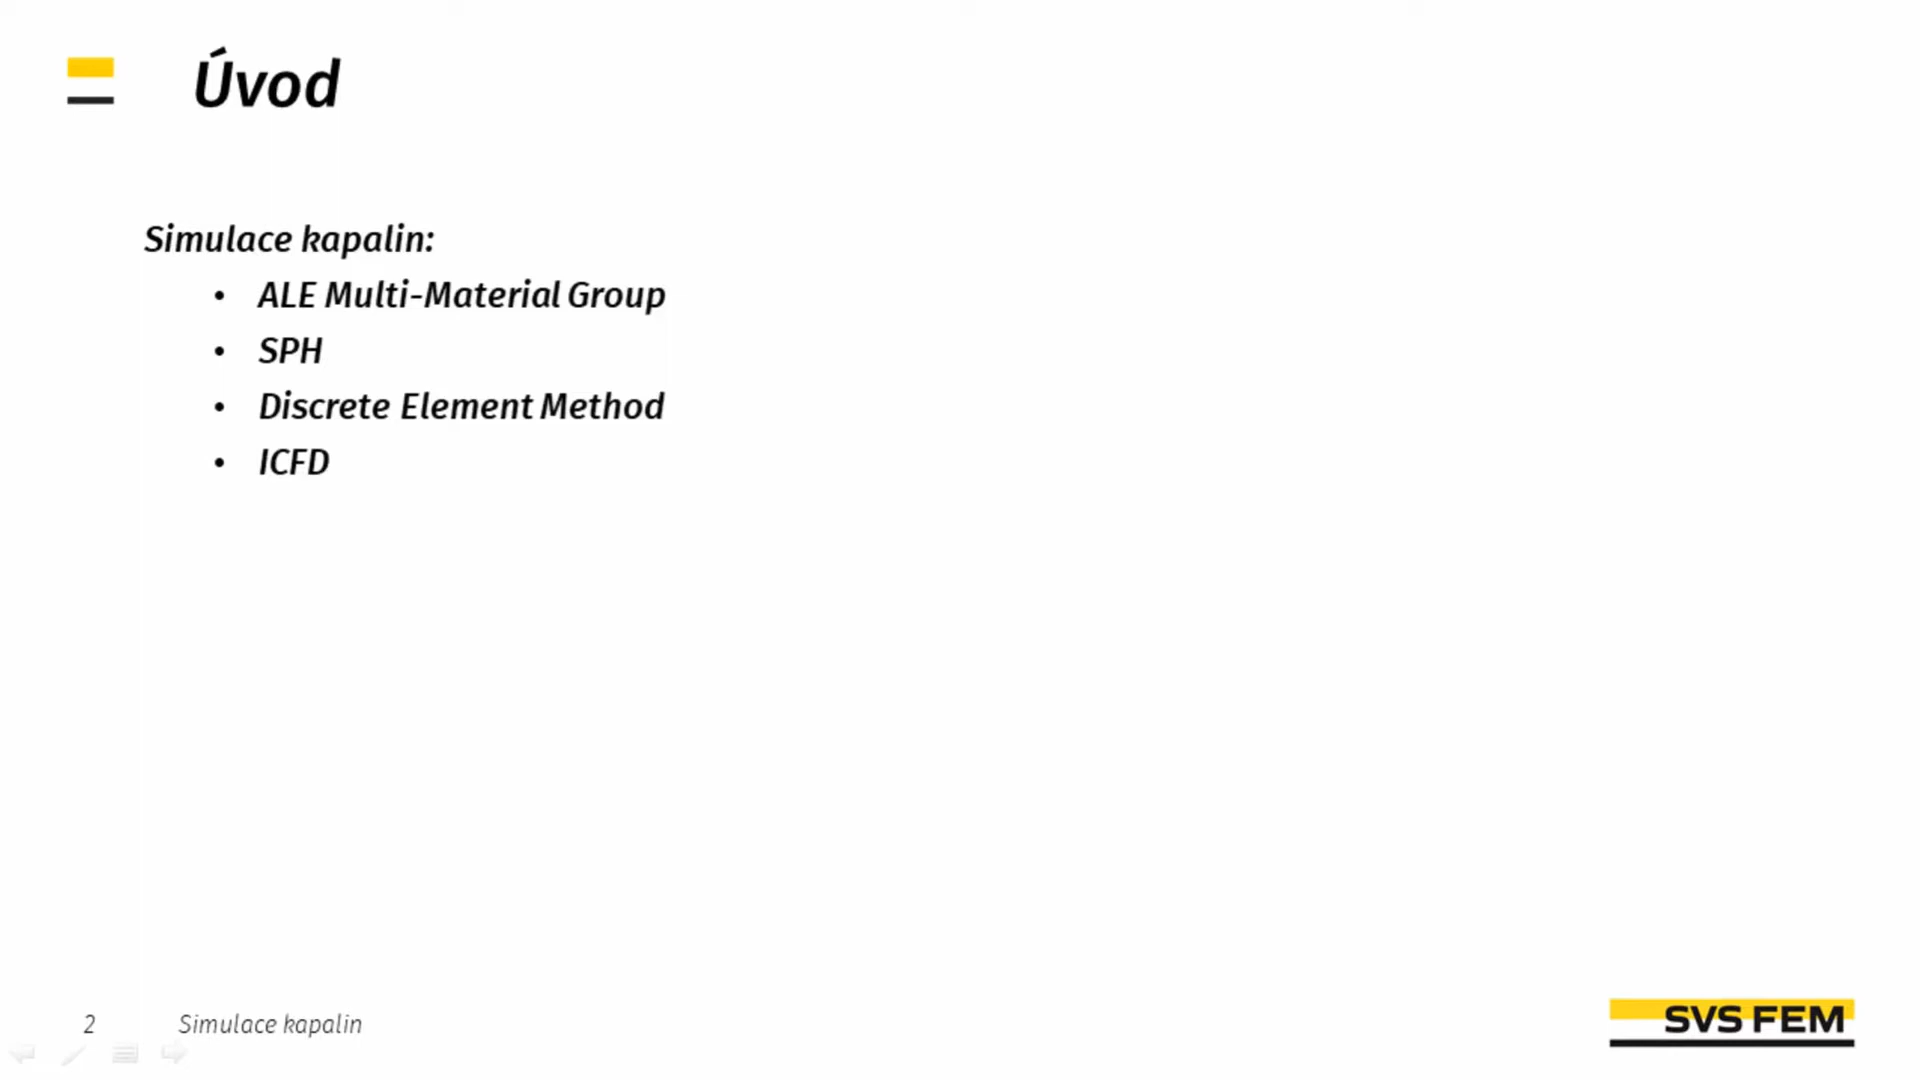 Úvod
Simulace kapalin:
• ALE Multi-Material Group
• SPH
• Discrete Element Method
• ICFD
2 Simulace kapalin
SVS FEM